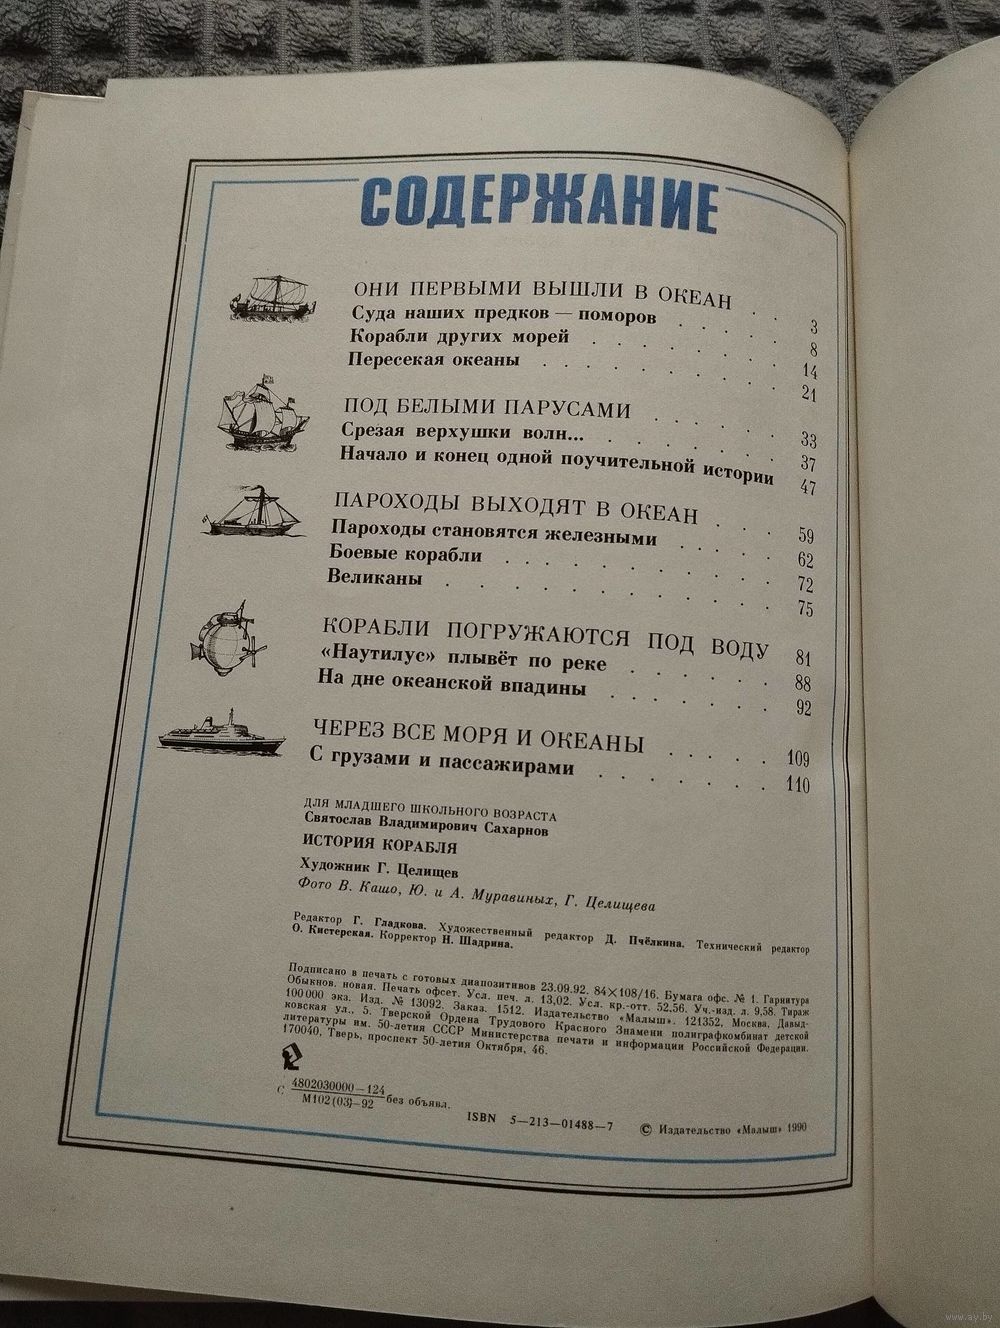 СОДЕРЖАНИЕ
ОНИ ПЕРВЫМИ ВЫШЛИ В ОКЕАН . . 3
Суда наших предков — поморов . . . . 8
Корабли других морей . . . . . . . 14
Пересекая океаны . . . . . . . . 21
ПОД БЕЛЫМИ ПАРУСАМИ . . . . . 33
Срезая верхушки волн... . . . . . . 37
Начало и конец одной поучительной истории 47
ПАРОХОДЫ ВЫХОДЯТ В ОКЕАН . . . 59
Пароходы становятся железными . . . . 62
Боевые корабли . . . . . . . . . 72
Великаны . . . . . . . . . . 75
КОРАБЛИ ПОГРУЖАЮТСЯ ПОД ВОДУ 81
«Наутилус» плывёт по реке . . . . . 88
На дне океанской впадины . . . . . . 92
ЧЕРЕЗ ВСЕ МОРЯ И ОКЕАНЫ . . . . . 109
С грузами и пассажирами . . . . . . 110
ДЛЯ МЛАДШЕГО ШКОЛЬНОГО ВОЗРАСТА
Святослав Владимирович Сахарнов
ИСТОРИЯ КОРАБЛЯ
Художник Г. Целищев
Фото В. Кашо, Ю. и А. Муравиных, Г. Целищева
Редактор Г. Гладкова. Художественный редактор Д. Пчёлкина. Технический редактор
О. Кистерская. Корректор Н. Шадрина.
Подписано в печать с готовых диапозитивов 23.09.92. 84×108/16. Бумага офс. № 1. Гарнитура
Обыкнов. новая. Печать офсет. Усл. печ. л. 13,02. Усл. кр.-отт. 52,56. Уч.-изд. л. 9,58. Тираж
100 000 экз. Изд. № 13092. Заказ. 1512. Издательство «Малыш». 121352, Москва, Давыд-
ковская ул., 5. Тверской Ордена Трудового Красного Знамени полиграфкомбинат детской
литературы им. 50-летия СССР Министерства печати и информации Российской Федерации.
170040, Тверь, проспект 50-летия Октября, 46.
С 4802030000—124
М102(03)—92 без объявл.
ISBN 5—213—01488—7
© Издательство «Малыш» 1990
www.ay.by